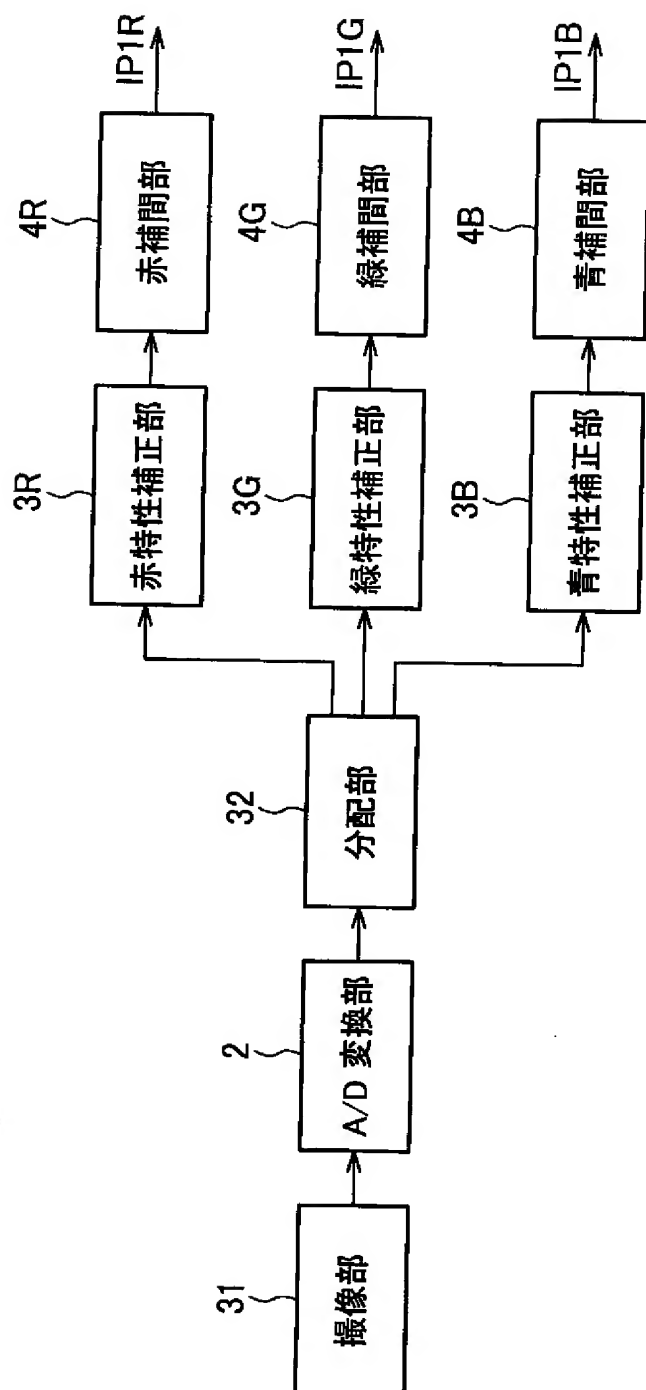 31
撮像部
2
A/D 変換部
32
分配部
3R
赤特性補正部
4R
赤補間部
IP1R
3G
緑特性補正部
4G
緑補間部
IP1G
3B
青特性補正部
4B
青補間部
IP1B